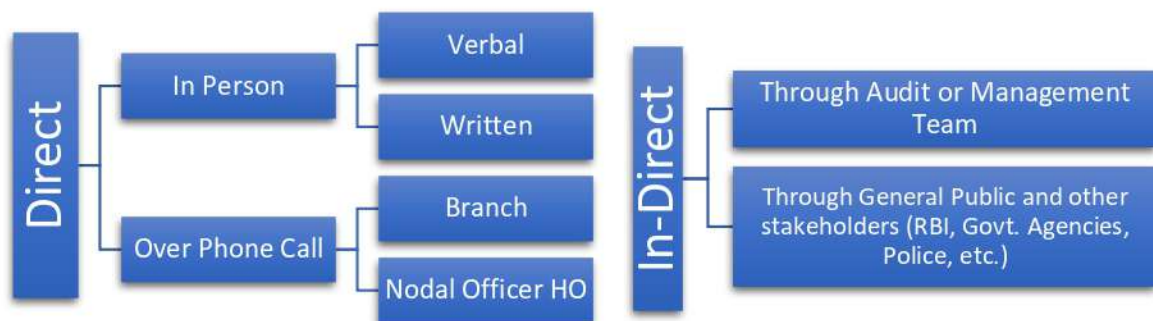 Direct
In Person
Verbal
Written
Over Phone Call
Branch
Nodal Officer HO
In-Direct
Through Audit or Management
Team
Through General Public and other
stakeholders (RBI, Govt. Agencies,
Police, etc.)